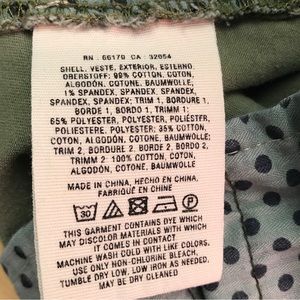 RN : 66170 CA : 32054
SHELL, VESTE, EXTERIOR, ESTERNO,
OBERSTOFF: 99% COTTON, COTON,
ALGODÓN, COTONE, BAUMWOLLE;
1% SPANDEX, SPANDEX, SPANDEX,
SPANDEX, SPANDEX; TRIM 1, BORDURE 1,
BORDE 1, BORDO 1, TRIM 1:
65% POLYESTER, POLYESTER, POLIÉSTER,
POLIESTERE, POLYESTER; 35% COTTON,
COTON, ALGODÓN, COTONE, BAUMWOLLE
TRIM 2, BORDURE 2, BORDE 2, BORDO 2,
TRIM 2: 100% COTTON, COTON,
ALGODÓN, COTONE, BAUMWOLLE
MADE IN CHINA, HECHO EN CHINA,
FABRIQUÉ EN CHINE
30
THIS GARMENT CONTAINS DYE WHICH
MAY DISCOLOR MATERIALS WITH WHICH
IT COMES IN CONTACT
MACHINE WASH COLD WITH LIKE COLORS,
USE ONLY NON-CHLORINE BLEACH,
TUMBLE DRY LOW, LOW IRON AS NEEDED.
MAY BE DRY CLEANED